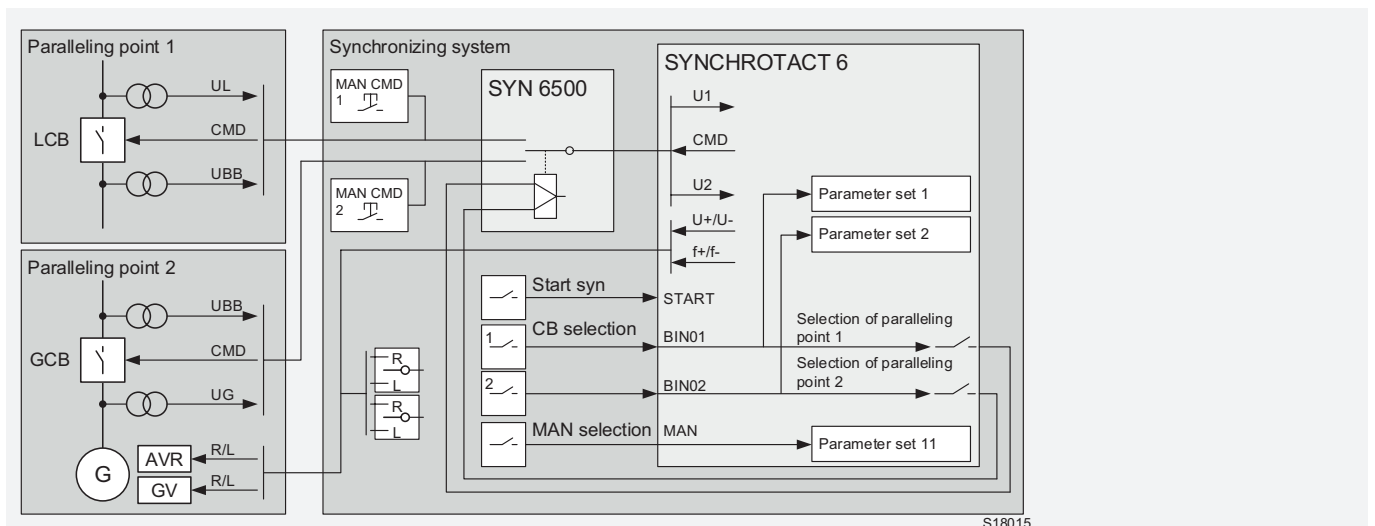 Paralleling point 1
UL
CMD
LCB
UBB
Paralleling point 2
UBB
CMD
GCB
UG
R/L
AVR
G
R/L
GV
Synchronizing system
MAN CMD
1
MAN CMD
2
SYN 6500
R
L
R
L
SYNCHROTACT 6
U1
CMD
U2
U+/U-
f+/f-
Parameter set 1
Parameter set 2
Start syn
START
CB selection
1
BIN01
Selection of paralleling
point 1
2
BIN02
Selection of paralleling
point 2
MAN selection
MAN
Parameter set 11
S18015